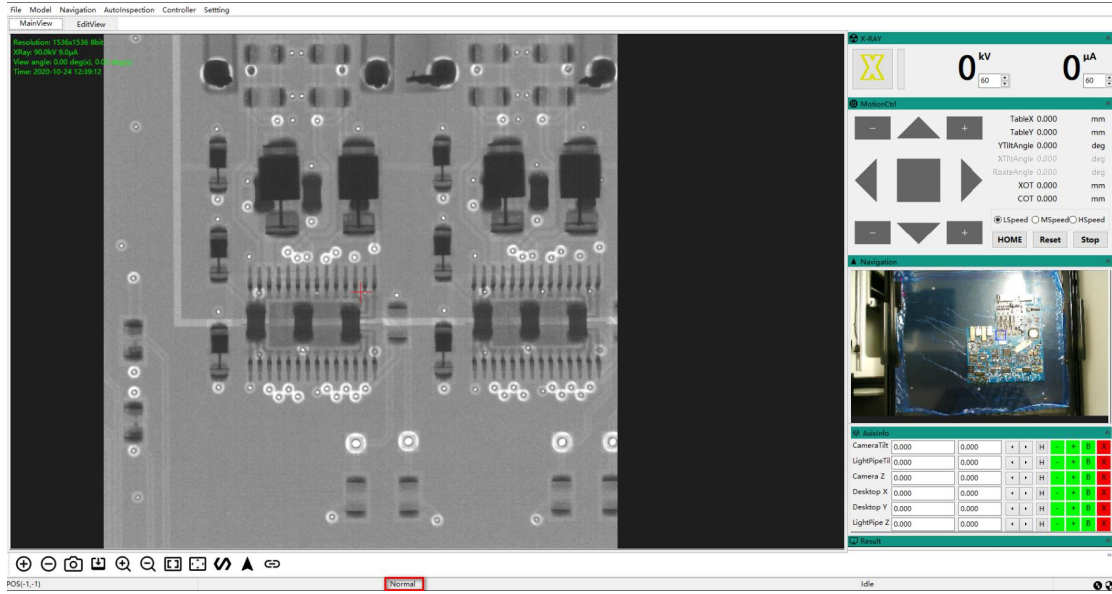 File Model Navigation AutoInspection Controller Settting
MainView EditView
Resolution: 1536x1536 8bit
XRay: 90.0kV 9.0μA
View angle: 0.00 deg(x), 0.00
Time: 2020-10-24 12:39:12
X-RAY
0 kV 60
0 μA 60
MotionCtrl
− +
TableX 0.000 mm
TableY 0.000 mm
YTiltAngle 0.000 deg
XTiltAngle 0.000 deg
RouteAngle 0.000 deg
XOT 0.000 mm
COT 0.000 mm
LSpeed MSpeed HSpeed
− +
HOME Reset Stop
Navigation
AxisInfo
CameraTilt 0.000 0.000 H - + B X
LightPipeTil 0.000 0.000 H - + B X
Camera Z 0.000 0.000 H - + B X
Desktop X 0.000 0.000 H - + B X
Desktop Y 0.000 0.000 H - + B X
LightPipe Z 0.000 0.000 H - + B X
Result
POS(-1,-1) Normal Idle